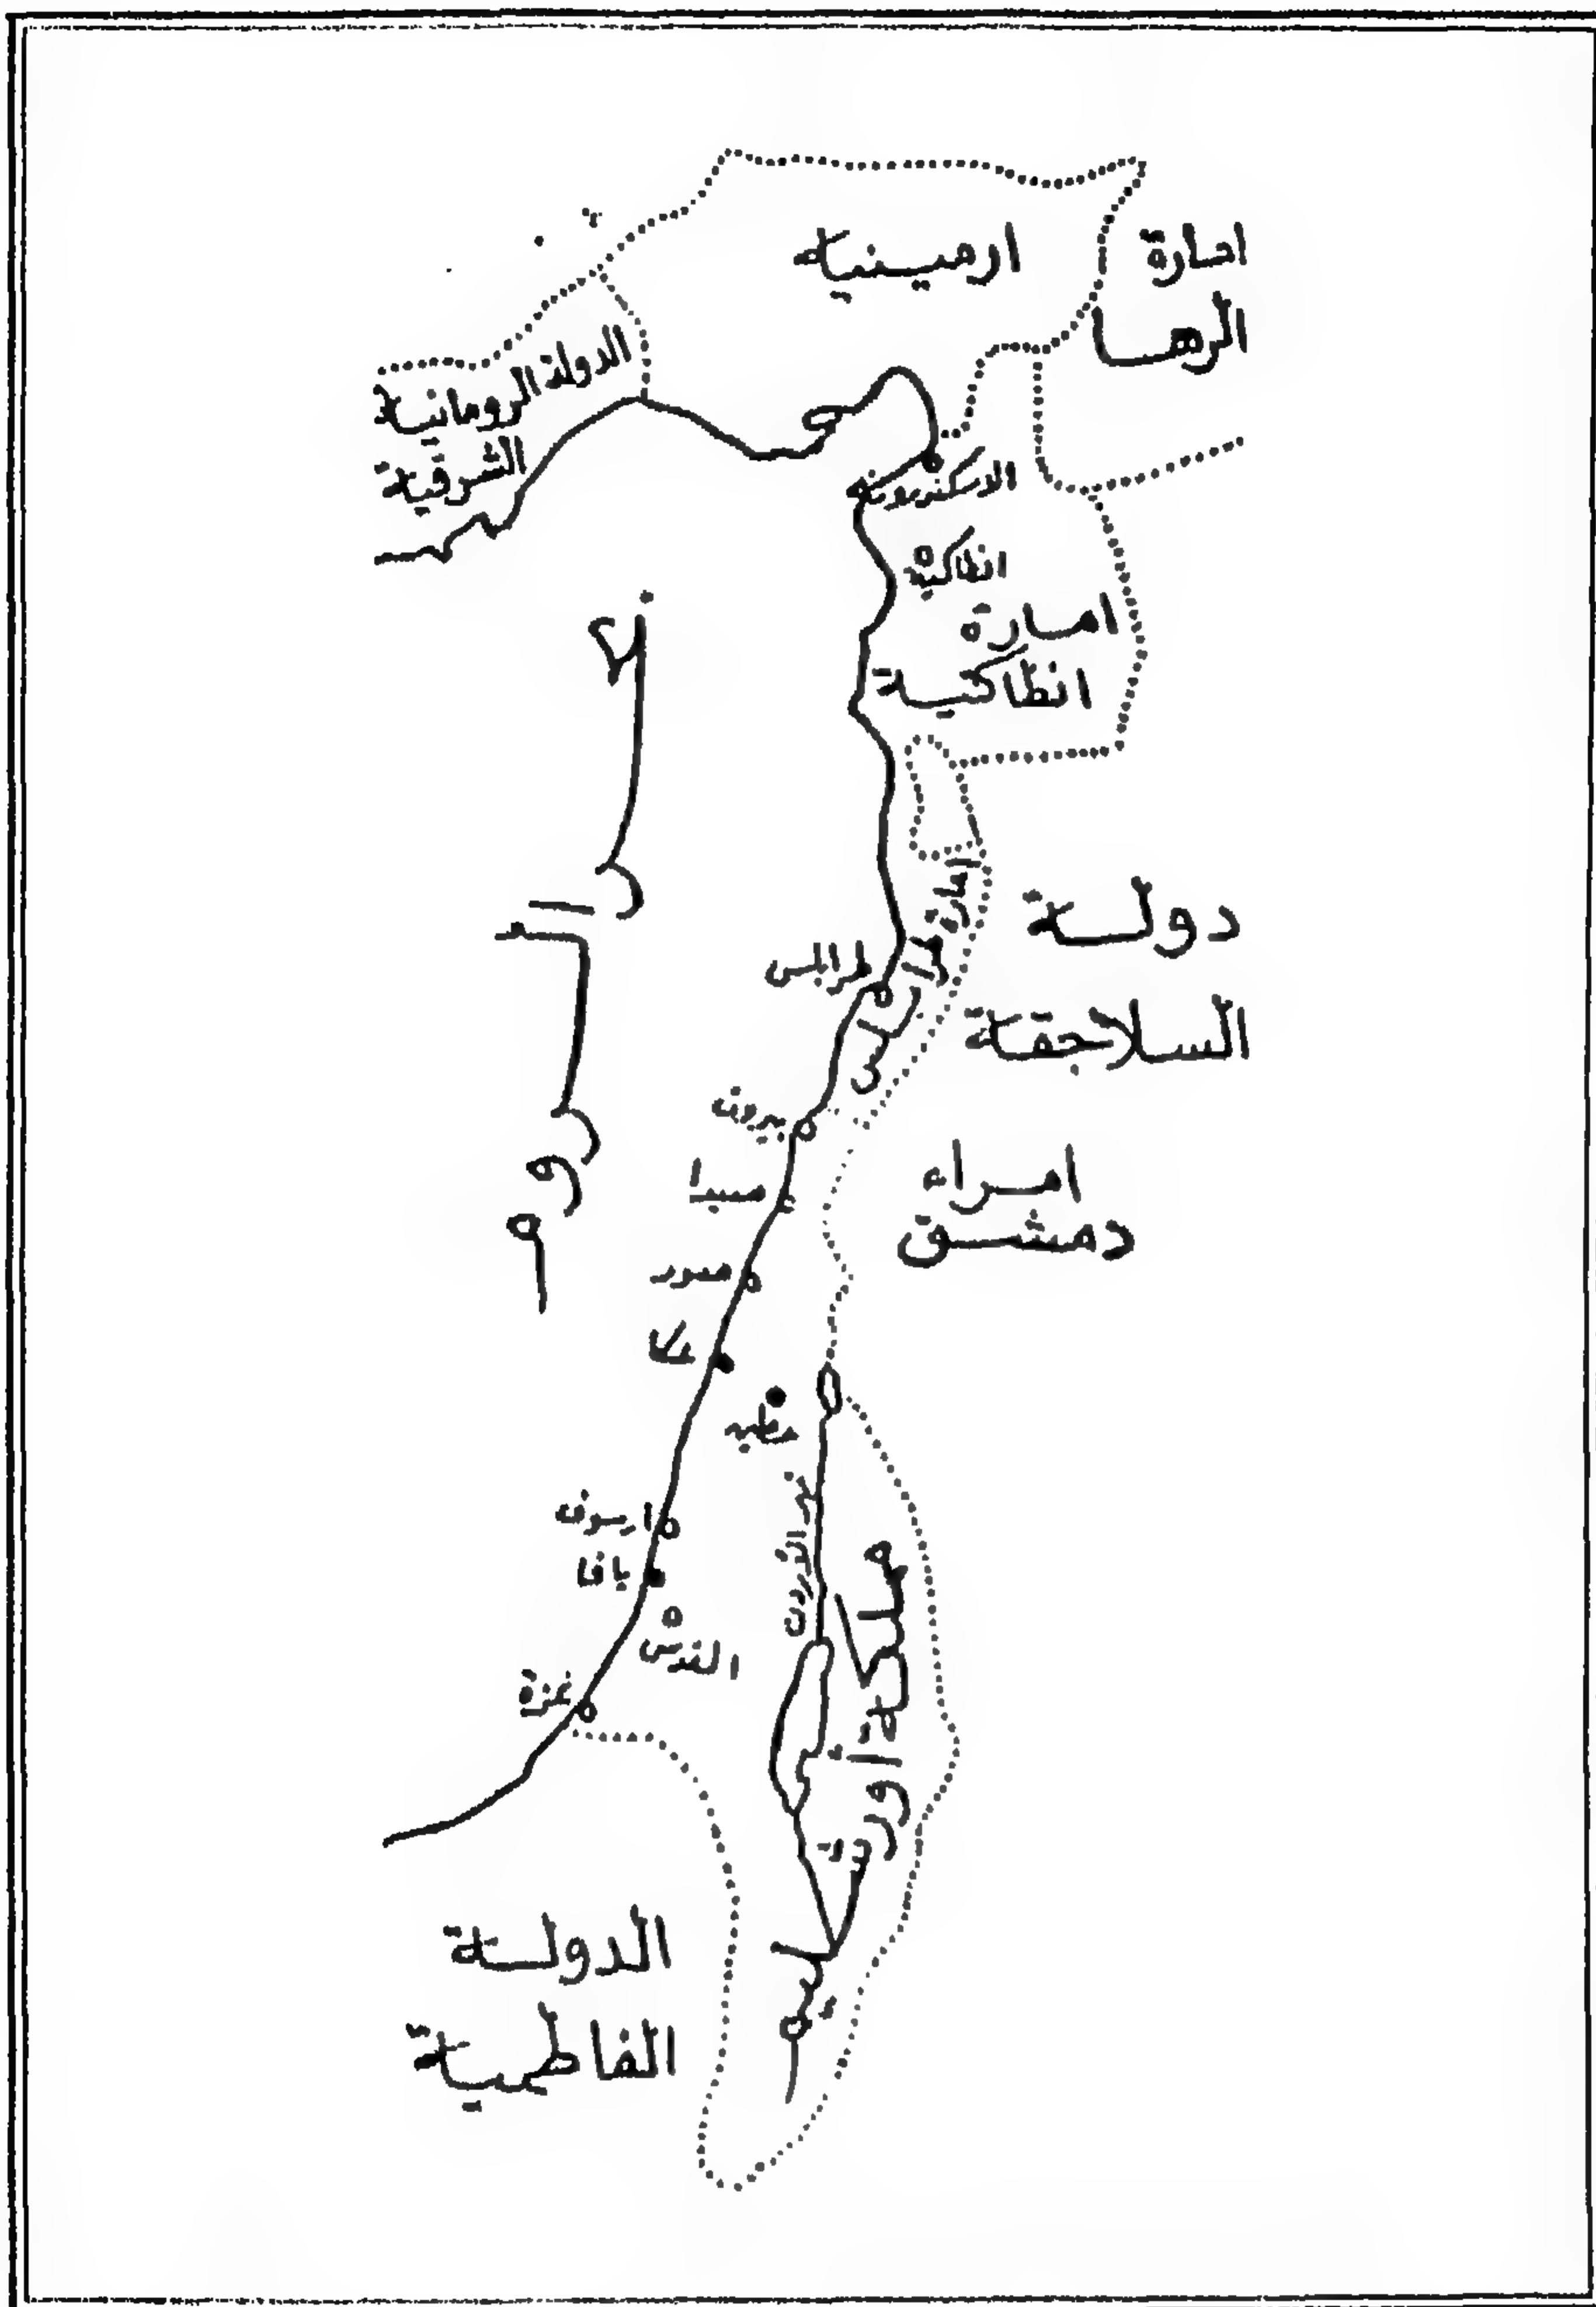 ارمينية
امارة
الرها
الدولة الرومانية
الشرقية
الاسكندرونة
انطاكية
امارة
انطاكية
بحر الروم
امارة طرابلس
طرابلس
دولة
السلاجقة
بيروت
صيدا
امراء
دمشق
صور
عكا
حطين
نهر الاردن
ارسوف
يافا
القدس
غزة
مملكة اورشليم
الدولة
الفاطمية